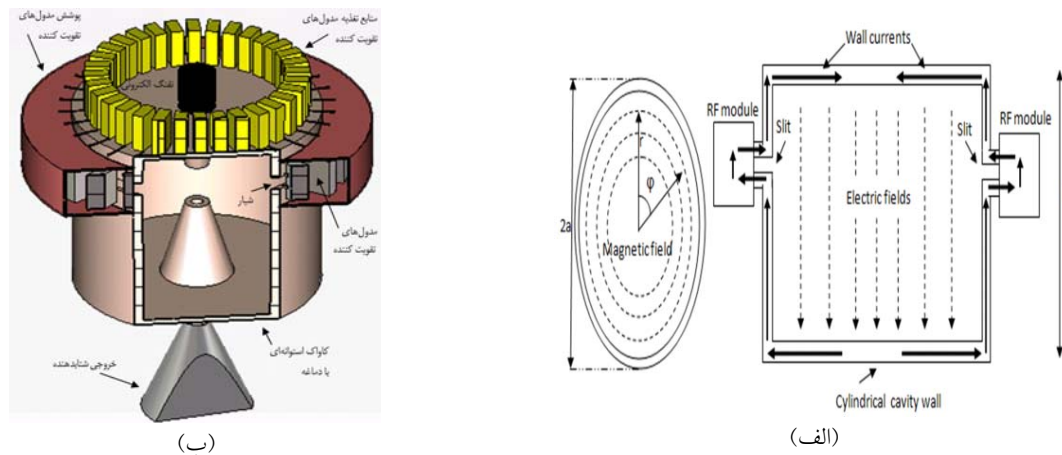 پوشش مدول‌های
تقویت کننده
منابع تغذیه مدول‌های
تقویت کننده
تفنگ الکترونی
شیار
مدول‌های
تقویت کننده
کاواک استوانه‌ای
با دماغه
خروجی شتابدهنده
(ب)
Wall currents
RF module
Slit
Slit
RF module
Electric fields
2a
r
φ
Magnetic field
Cylindrical cavity wall
(الف)